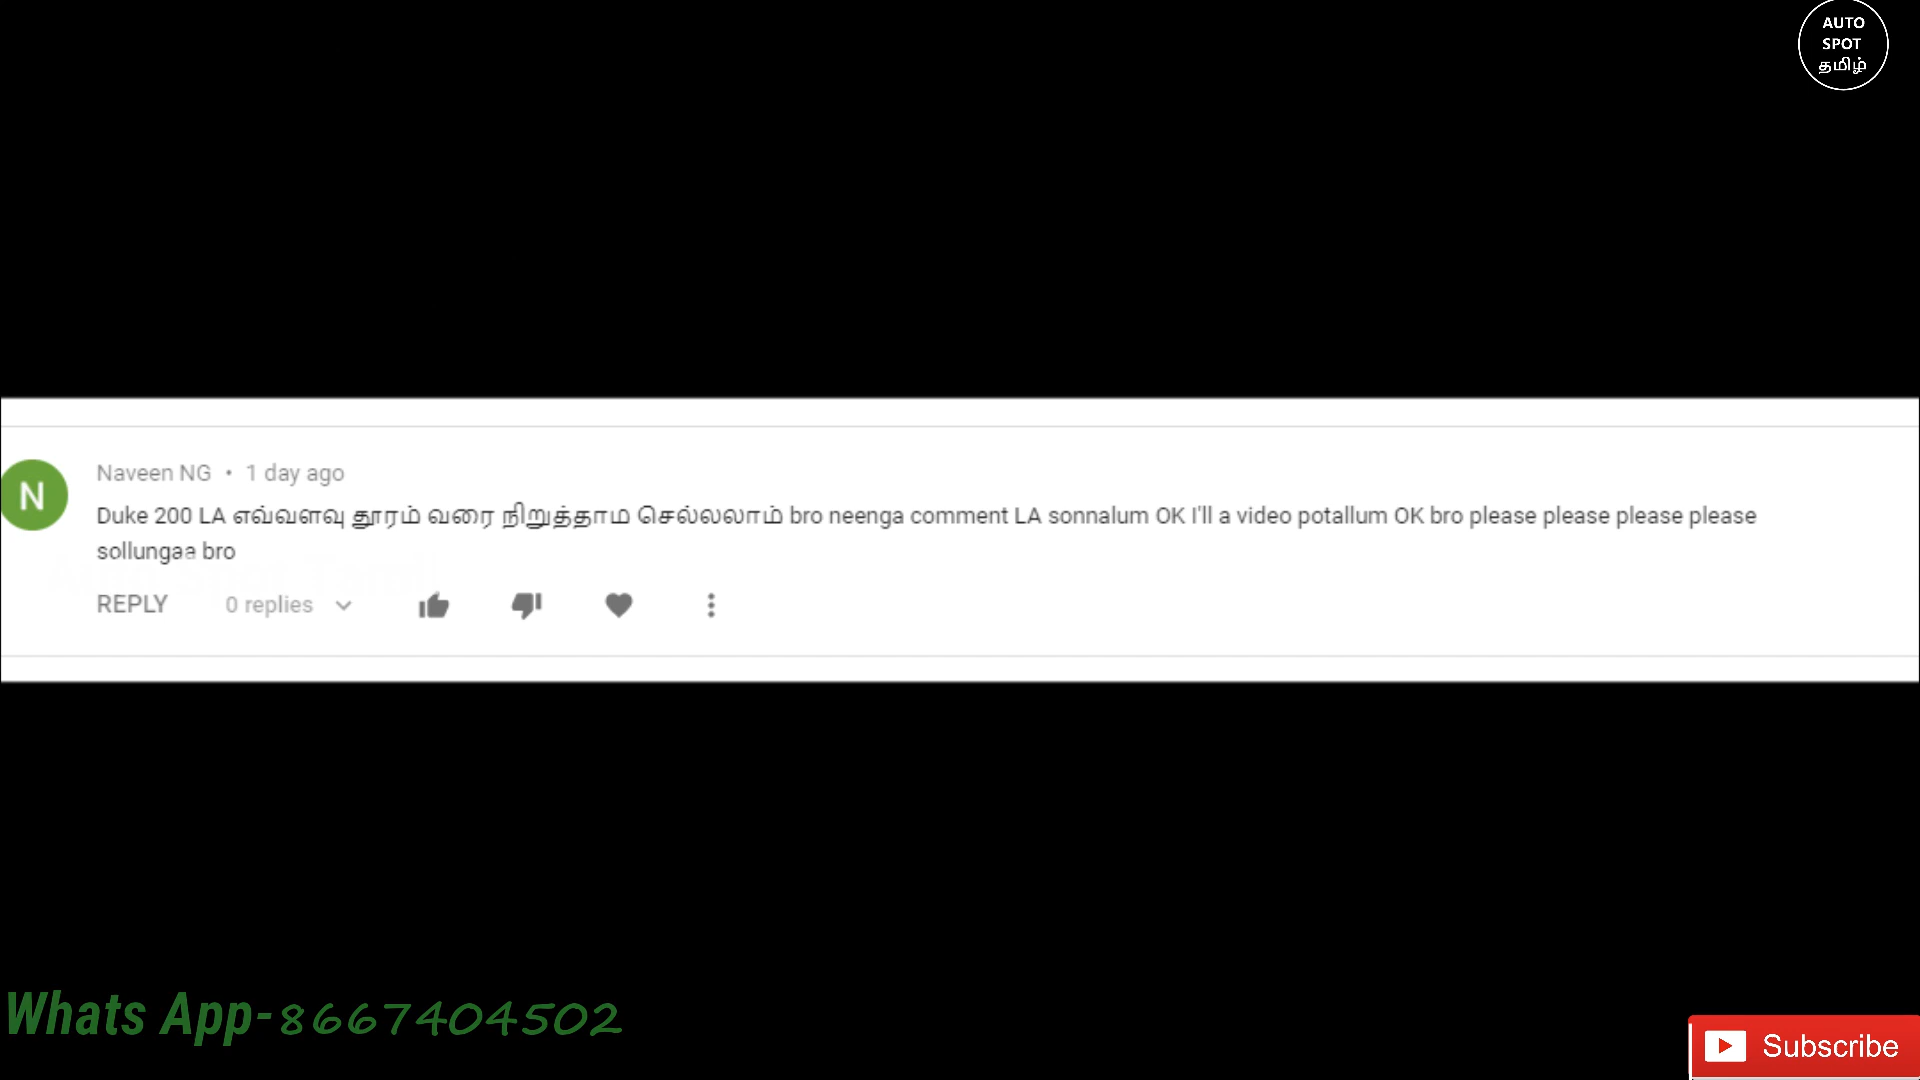 AUTO
SPOT
தமிழ்
Naveen NG • 1 day ago
Duke 200 LA எவ்வளவு தூரம் வரை நிறுத்தாம செல்லலாம் bro neenga comment LA sonnalum OK I'll a video potallum OK bro please please please please
sollungaa bro
REPLY 0 replies
Whats App-8667404502
Subscribe